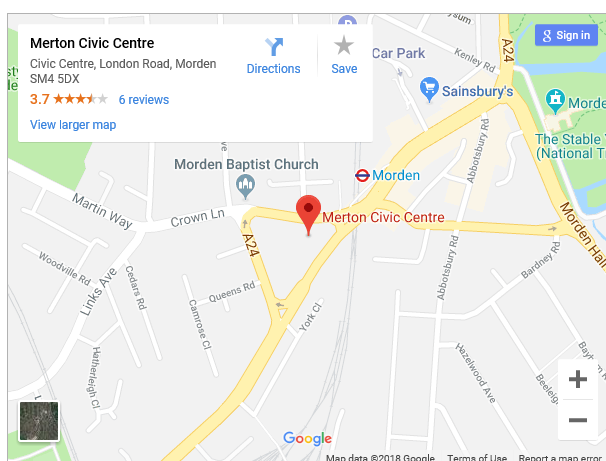 Merton Civic Centre
Civic Centre, London Road, Morden
SM4 5DX
3.7
6 reviews
View larger map
Directions
Save
Sign in
A24
Kenley Rd
Car Park
Sainsbury's
Morde
The Stable
(National T
Abbotsbury Rd
Morden Baptist Church
Morden
Martin Way
Crown Ln
Merton Civic Centre
Morden Hall
A24
Abbotsbury Rd
Bardney Rd
Woodville Rd
Links Ave
Cedars Rd
Queens Rd
Camrose Cl
York Cl
Hatherleigh Cl
Hazelwood Ave
Beeleig
Google
Map data ©2018 Google
Terms of Use
Report a map error